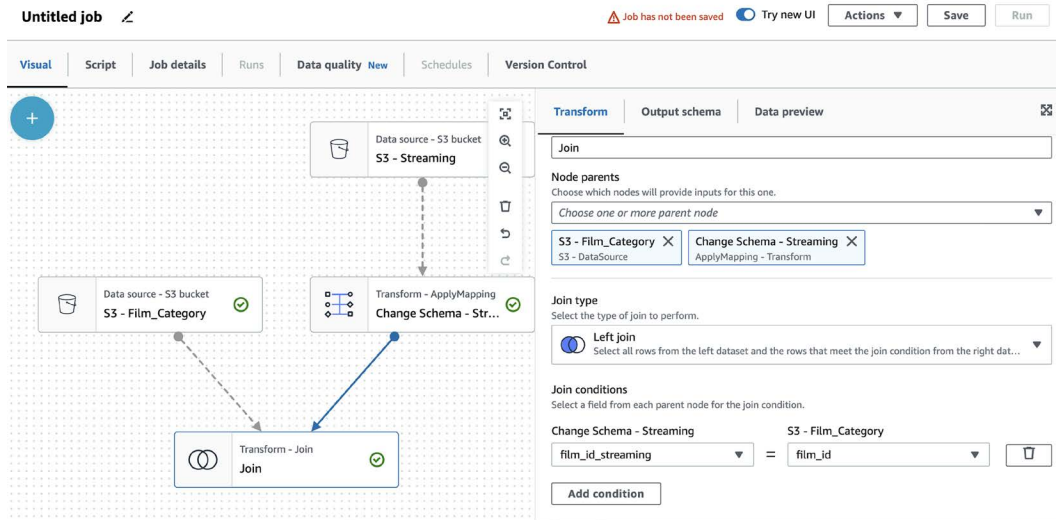 Untitled job
Job has not been saved
Try new UI
Actions
Save
Run
Visual
Script
Job details
Runs
Data quality New
Schedules
Version Control
Data source - S3 bucket
S3 - Streaming
Data source - S3 bucket
S3 - Film_Category
Transform - ApplyMapping
Change Schema - Str...
Transform - Join
Join
Transform
Output schema
Data preview
Join
Node parents
Choose which nodes will provide inputs for this one.
Choose one or more parent node
S3 - Film_Category
S3 - DataSource
Change Schema - Streaming
ApplyMapping - Transform
Join type
Select the type of join to perform.
Left join
Select all rows from the left dataset and the rows that meet the join condition from the right dat...
Join conditions
Select a field from each parent node for the join condition.
Change Schema - Streaming
S3 - Film_Category
film_id_streaming
=
film_id
Add condition